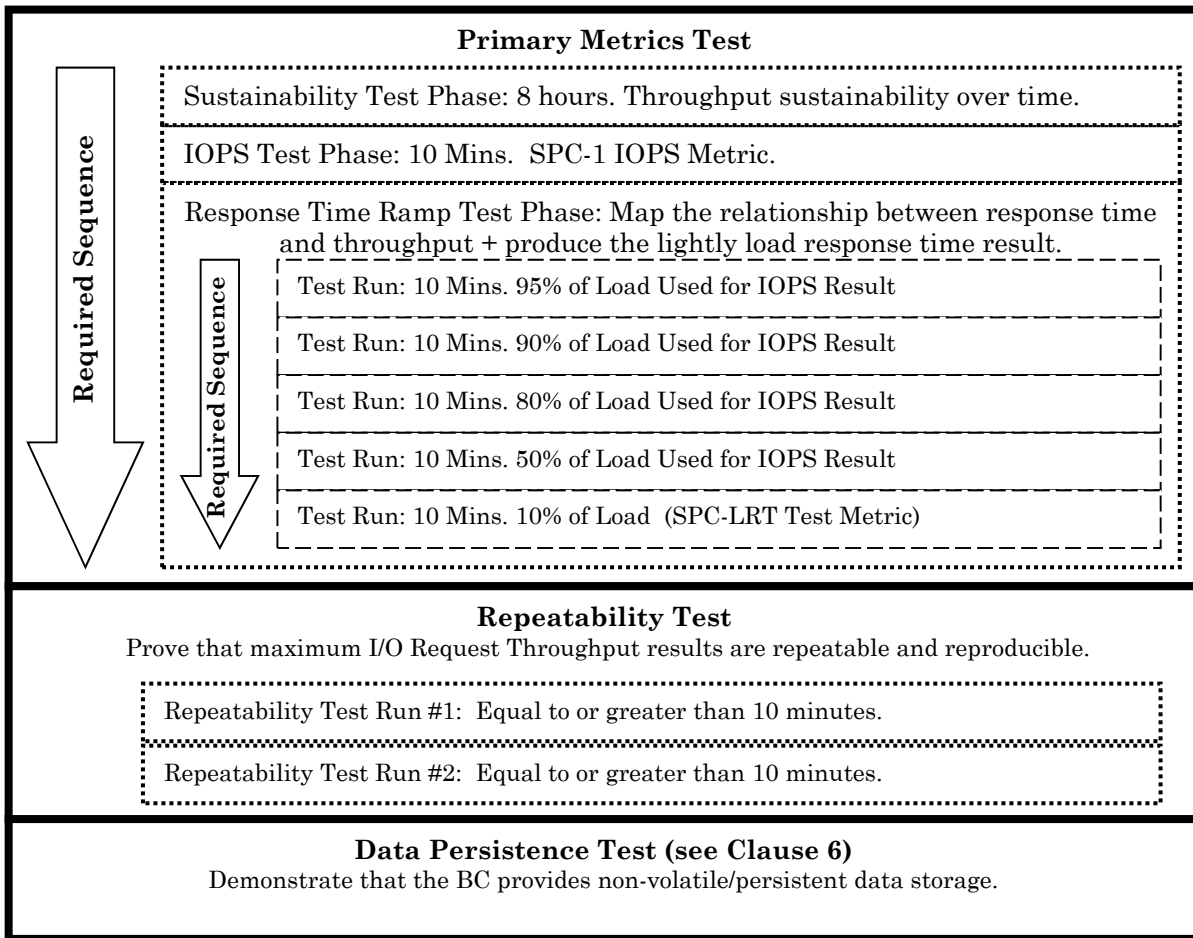 Primary Metrics Test
Required Sequence
Sustainability Test Phase: 8 hours. Throughput sustainability over time.
IOPS Test Phase: 10 Mins.  SPC-1 IOPS Metric.
Response Time Ramp Test Phase: Map the relationship between response time
and throughput + produce the lightly load response time result.
Required Sequence
Test Run: 10 Mins. 95% of Load Used for IOPS Result
Test Run: 10 Mins. 90% of Load Used for IOPS Result
Test Run: 10 Mins. 80% of Load Used for IOPS Result
Test Run: 10 Mins. 50% of Load Used for IOPS Result
Test Run: 10 Mins. 10% of Load  (SPC-LRT Test Metric)
Repeatability Test
Prove that maximum I/O Request Throughput results are repeatable and reproducible.
Repeatability Test Run #1:  Equal to or greater than 10 minutes.
Repeatability Test Run #2:  Equal to or greater than 10 minutes.
Data Persistence Test (see Clause 6)
Demonstrate that the BC provides non-volatile/persistent data storage.